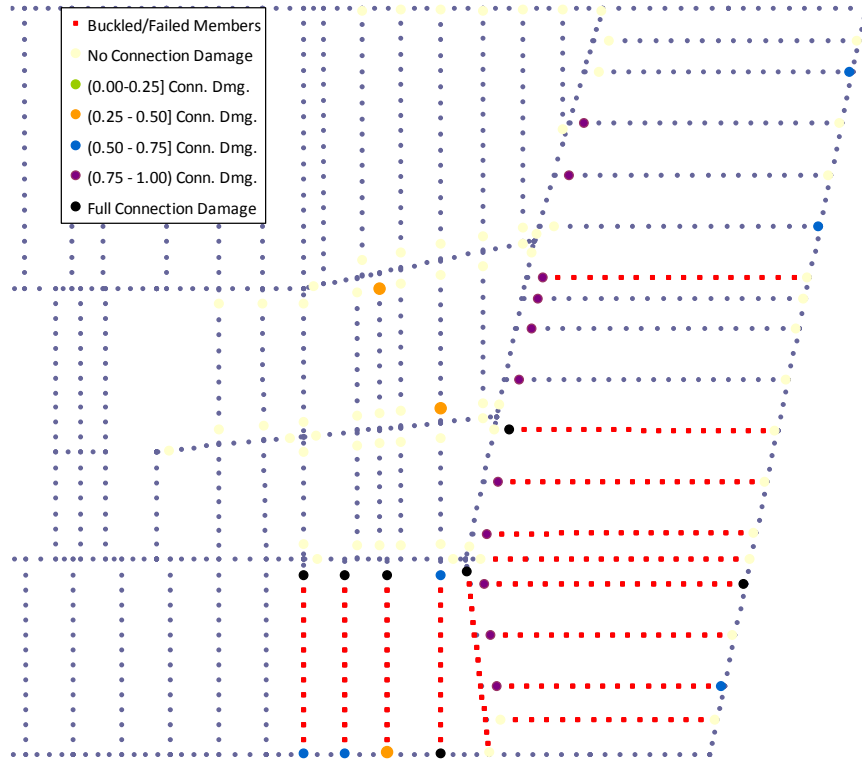 Buckled/Failed Members
No Connection Damage
(0.00-0.25] Conn. Dmg.
(0.25 - 0.50] Conn. Dmg.
(0.50 - 0.75] Conn. Dmg.
(0.75 - 1.00) Conn. Dmg.
Full Connection Damage